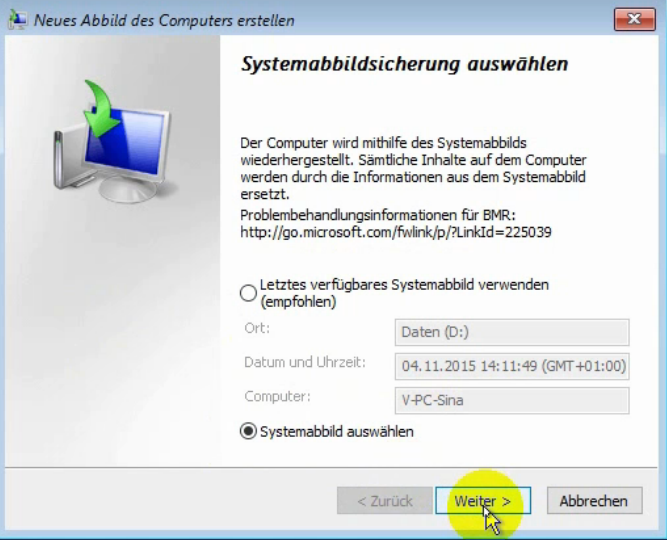 Neues Abbild des Computers erstellen
Systemabbildsicherung auswählen
Der Computer wird mithilfe des Systemabbilds
wiederhergestellt. Sämtliche Inhalte auf dem Computer
werden durch die Informationen aus dem Systemabbild
ersetzt.
Problembehandlungsinformationen für BMR:
http://go.microsoft.com/fwlink/p/?LinkId=225039
Letztes verfügbares Systemabbild verwenden
(empfohlen)
Ort: Daten (D:)
Datum und Uhrzeit: 04.11.2015 14:11:49 (GMT+01:00)
Computer: V-PC-Sina
Systemabbild auswählen
< Zurück Weiter > Abbrechen